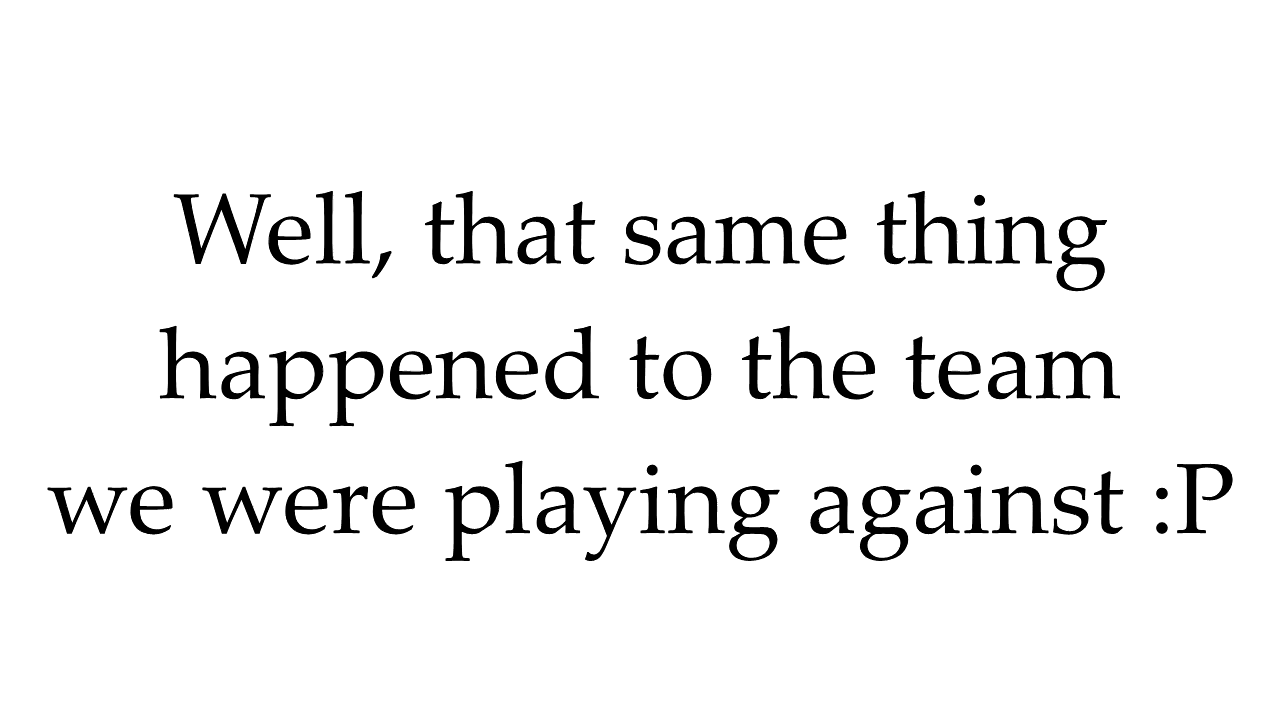 Well, that same thing
happened to the team
we were playing against :P